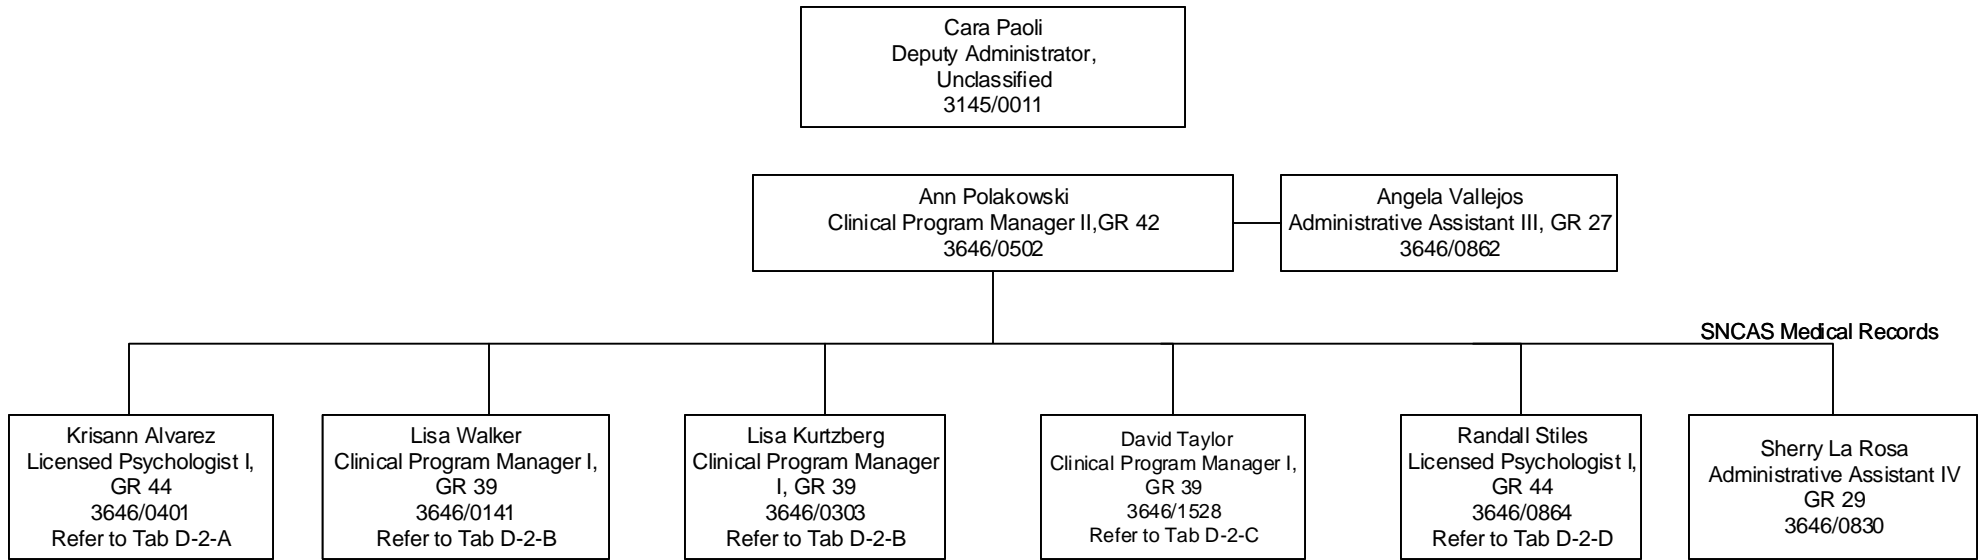 Cara Paoli
Deputy Administrator,
Unclassified
3145/0011
Ann Polakowski
Clinical Program Manager II,GR 42
3646/0502
Angela Vallejos
Administrative Assistant III, GR 27
3646/0862
SNCAS Medical Records
Krisann Alvarez
Licensed Psychologist I,
GR 44
3646/0401
Refer to Tab D-2-A
Lisa Walker
Clinical Program Manager I,
GR 39
3646/0141
Refer to Tab D-2-B
Lisa Kurtzberg
Clinical Program Manager
I, GR 39
3646/0303
Refer to Tab D-2-B
David Taylor
Clinical Program Manager I,
GR 39
3646/1528
Refer to Tab D-2-C
Randall Stiles
Licensed Psychologist I,
GR 44
3646/0864
Refer to Tab D-2-D
Sherry La Rosa
Administrative Assistant IV
GR 29
3646/0830